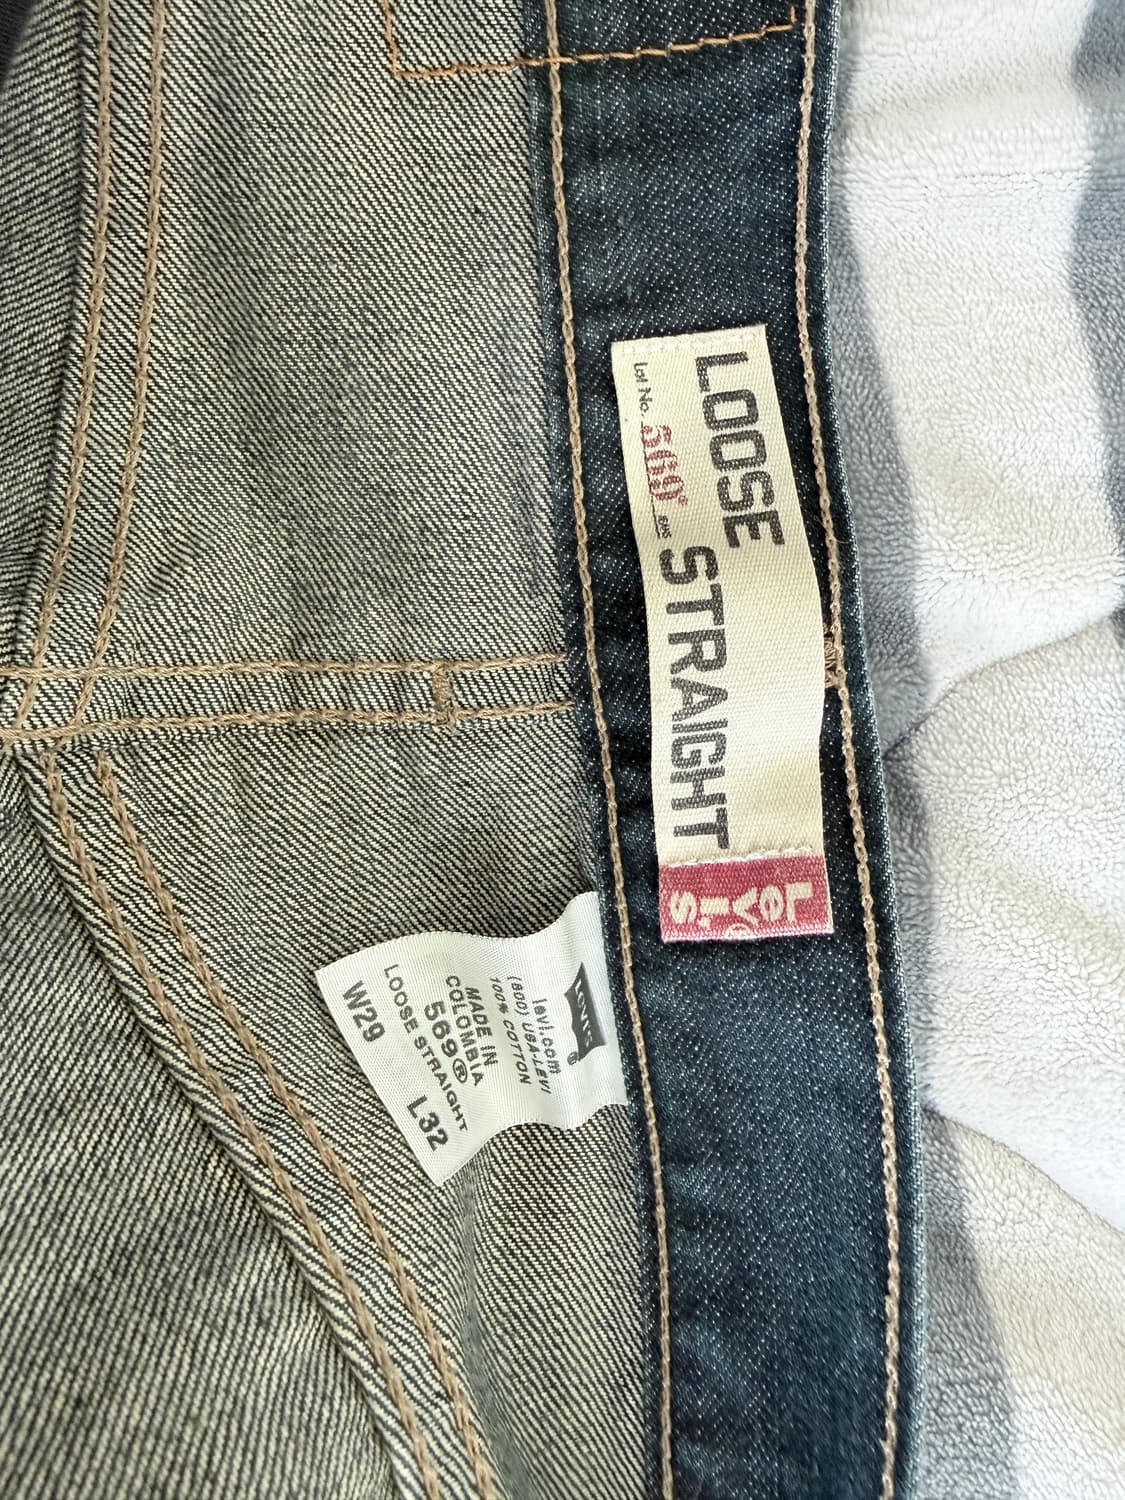 LOOSE
Lot No. 569
STRAIGHT
Levi's
LEVI'S ®
levi.com
(800) USA-LEVI
100% COTTON
MADE IN
COLOMBIA
569®
LOOSE STRAIGHT
W29 L32